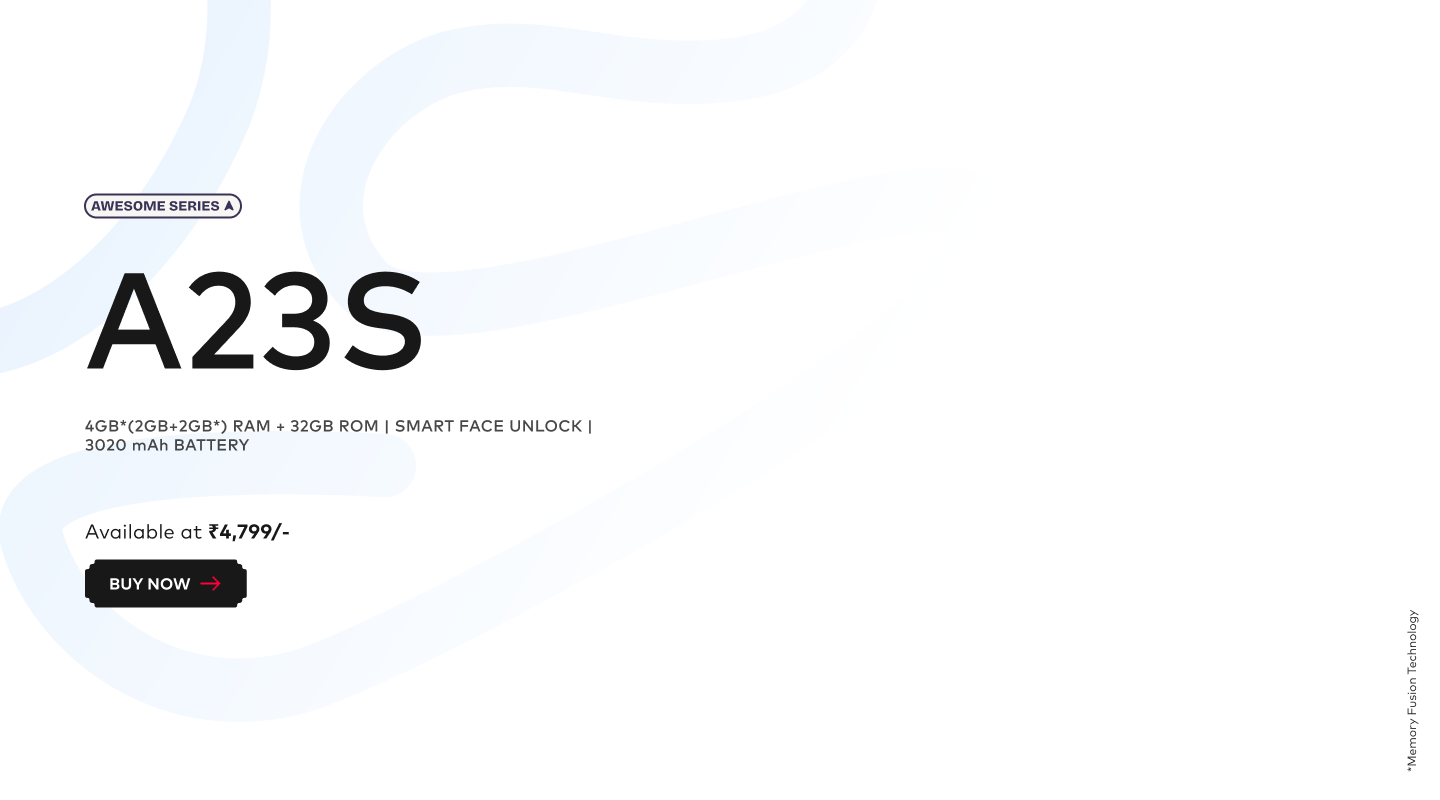 AWESOME SERIES
A23S
4GB*(2GB+2GB*) RAM + 32GB ROM | SMART FACE UNLOCK |
3020 mAh BATTERY
Available at ₹4,799/-
BUY NOW
*Memory Fusion Technology